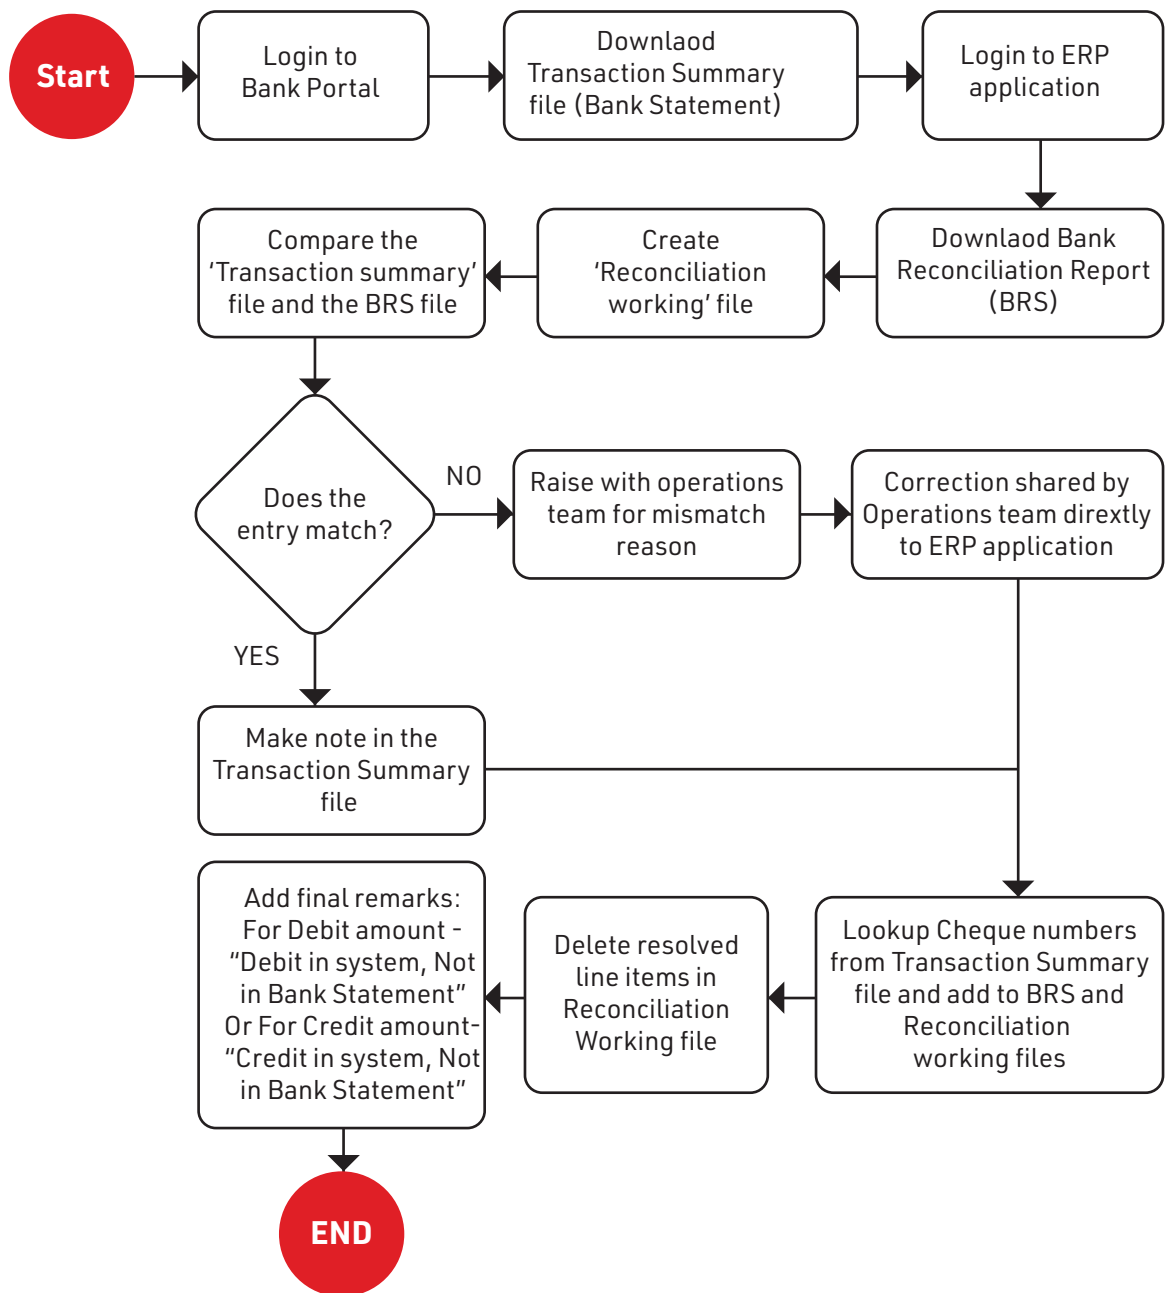 Start
Login to
Bank Portal
Downlaod
Transaction Summary
file (Bank Statement)
Login to ERP
application
Downlaod Bank
Reconciliation Report
(BRS)
Create
‘Reconciliation
working’ file
Compare the
‘Transaction summary’
file and the BRS file
Does the
entry match?
NO
Raise with operations
team for mismatch
reason
Correction shared by
Operations team dirextly
to ERP application
YES
Make note in the
Transaction Summary
file
Lookup Cheque numbers
from Transaction Summary
file and add to BRS and
Reconciliation
working files
Delete resolved
line items in
Reconciliation
Working file
Add final remarks:
For Debit amount -
“Debit in system, Not
in Bank Statement”
Or For Credit amount-
“Credit in system, Not
in Bank Statement”
END